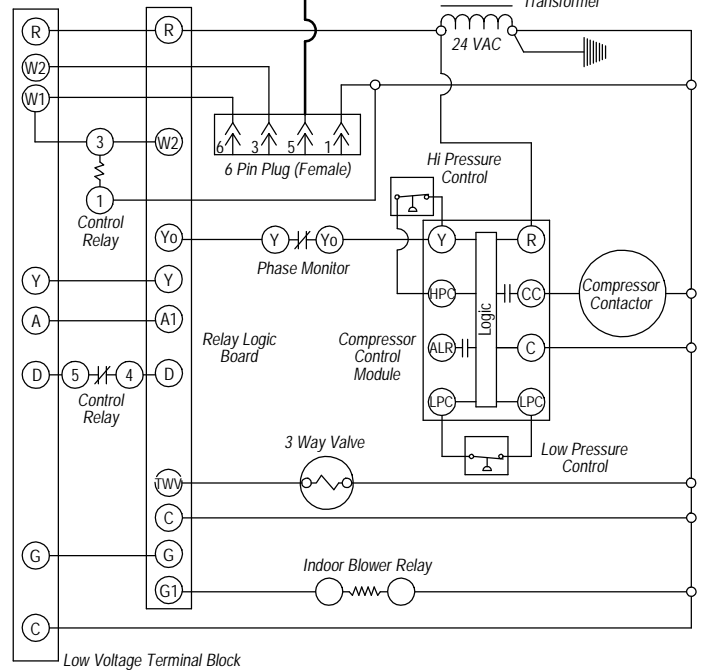 Transformer
24 VAC
R
R
W2
W1
6
3
5
1
6 Pin Plug (Female)
3
W2
1
Control
Relay
Hi Pressure
Control
Yo
Y
Yo
Phase Monitor
Y
R
Y
Y
HPC
Logic
CC
Compressor
Contactor
A
A1
Relay Logic
Board
Compressor
Control
Module
ALR
C
D
5
4
D
Control
Relay
LPC
LPC
3 Way Valve
Low Pressure
Control
TWV
C
G
G
Indoor Blower Relay
G1
C
Low Voltage Terminal Block